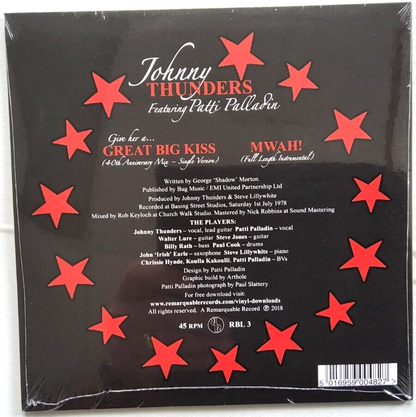 Johnny
THUNDERS
Featuring Patti Palladin
Give her a...
GREAT BIG KISS MWAH!
(40th Anniversary Mix – Single Version) (Full Length Instrumental)
Written by George 'Shadow' Morton.
Published by Bug Music / EMI United Partnership Ltd
Produced by Johnny Thunders & Steve Lillywhite
Recorded at Basing Street Studios, Saturday 1st July 1978
Mixed by Rob Keyloch at Church Walk Studio. Mastered by Nick Robbins at Sound Mastering
THE PLAYERS:
Johnny Thunders – vocal, lead guitar Patti Palladin – vocal
Walter Lure – guitar Steve Jones – guitar
Billy Rath – bass Paul Cook – drums
John 'Irish' Earle – saxophone Steve Lillywhite – piano
Chrissie Hynde, Koulla Kakoulli, Patti Palladin – BVs
Design by Patti Palladin
Graphic build by Arthole
Patti Palladin photograph by Paul Slattery
For free download visit:
www.remarquablerecords.com/vinyl-downloads
All rights reserved. A Remarquable Record Ⓟ 2018
45 RPM RBL 3
5 016959 004827 >